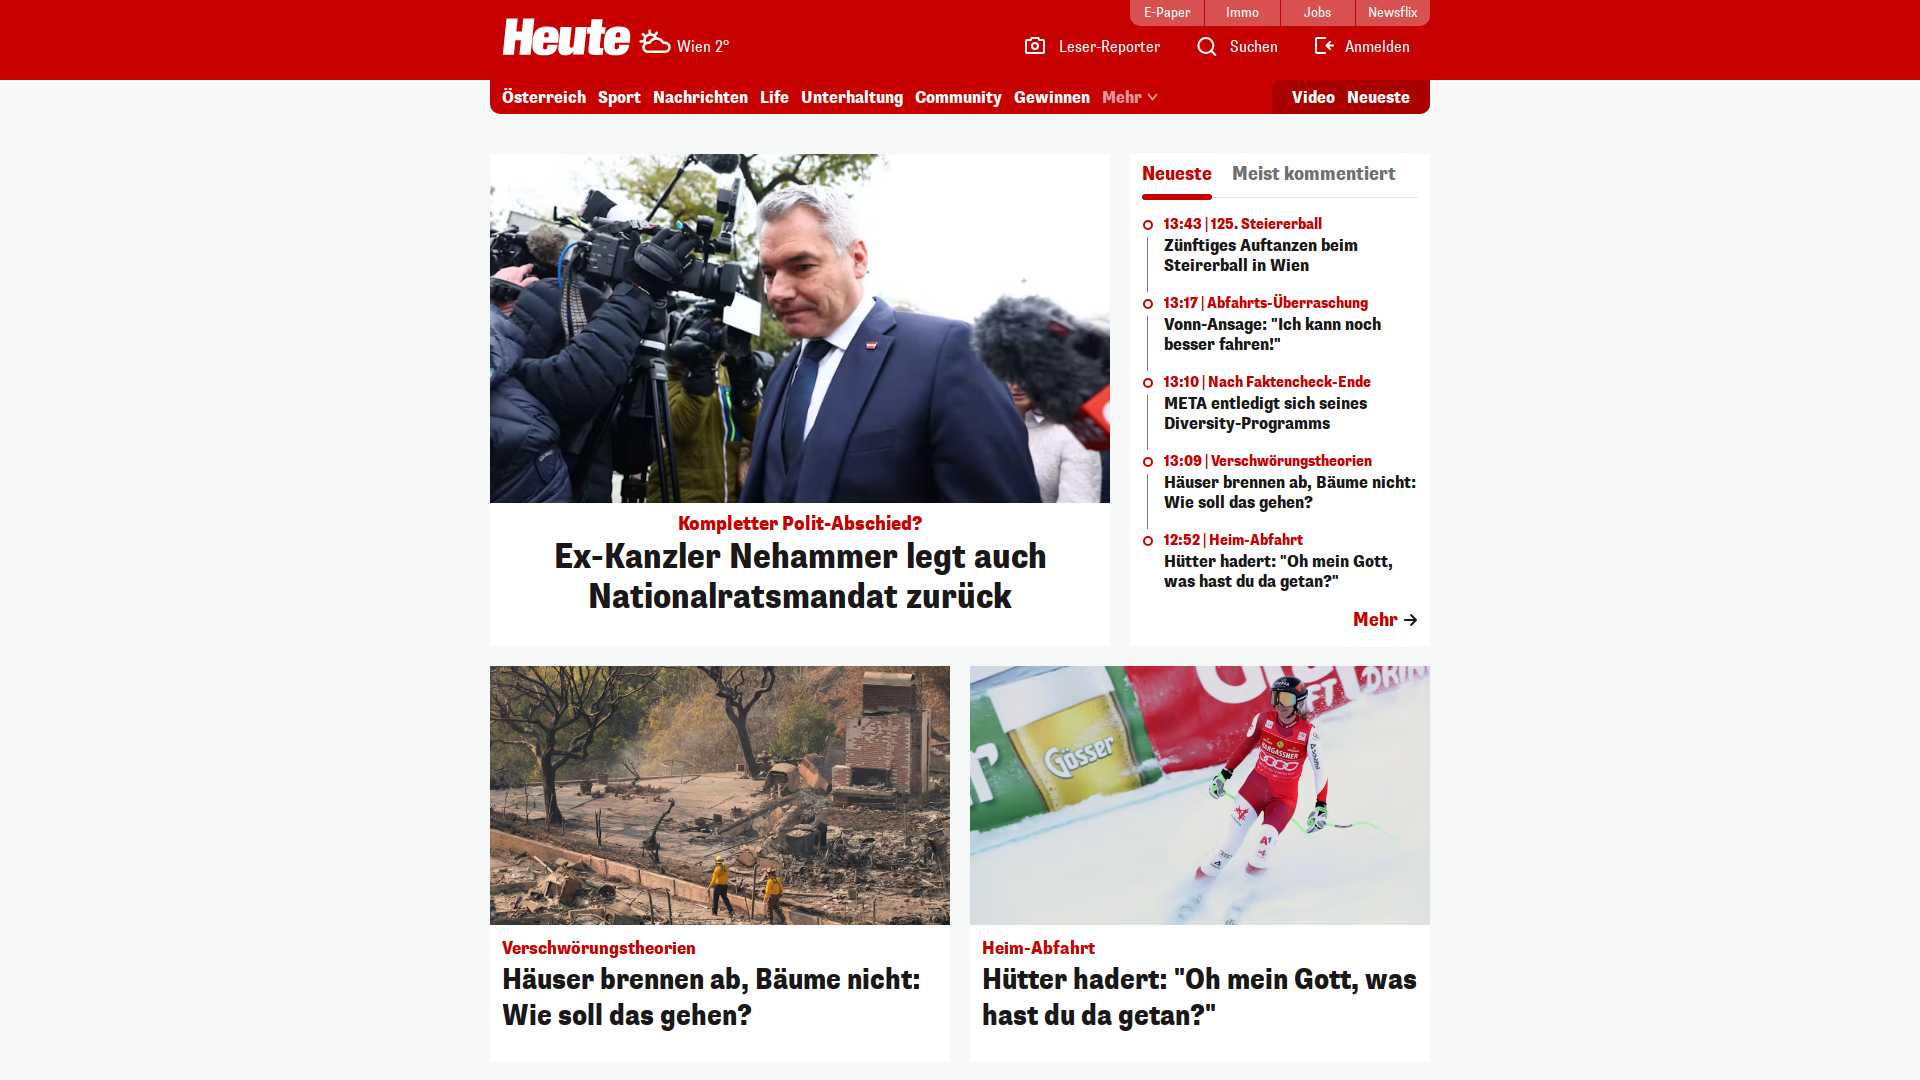 E-Paper
Immo
Jobs
Newsflix
Heute
Wien 2°
Leser-Reporter
Suchen
Anmelden
Österreich
Sport
Nachrichten
Life
Unterhaltung
Community
Gewinnen
Mehr
Video
Neueste
Kompletter Polit-Abschied?
Ex-Kanzler Nehammer legt auch
Nationalratsmandat zurück
Neueste
Meist kommentiert
13:43 | 125. Steiererball
Zünftiges Auftanzen beim
Steirerball in Wien
13:17 | Abfahrts-Überraschung
Vonn-Ansage: "Ich kann noch
besser fahren!"
13:10 | Nach Faktencheck-Ende
META entledigt sich seines
Diversity-Programms
13:09 | Verschwörungstheorien
Häuser brennen ab, Bäume nicht:
Wie soll das gehen?
12:52 | Heim-Abfahrt
Hütter hadert: "Oh mein Gott,
was hast du da getan?"
Mehr
Verschwörungstheorien
Häuser brennen ab, Bäume nicht:
Wie soll das gehen?
Gösser
Heim-Abfahrt
Hütter hadert: "Oh mein Gott, was
hast du da getan?"